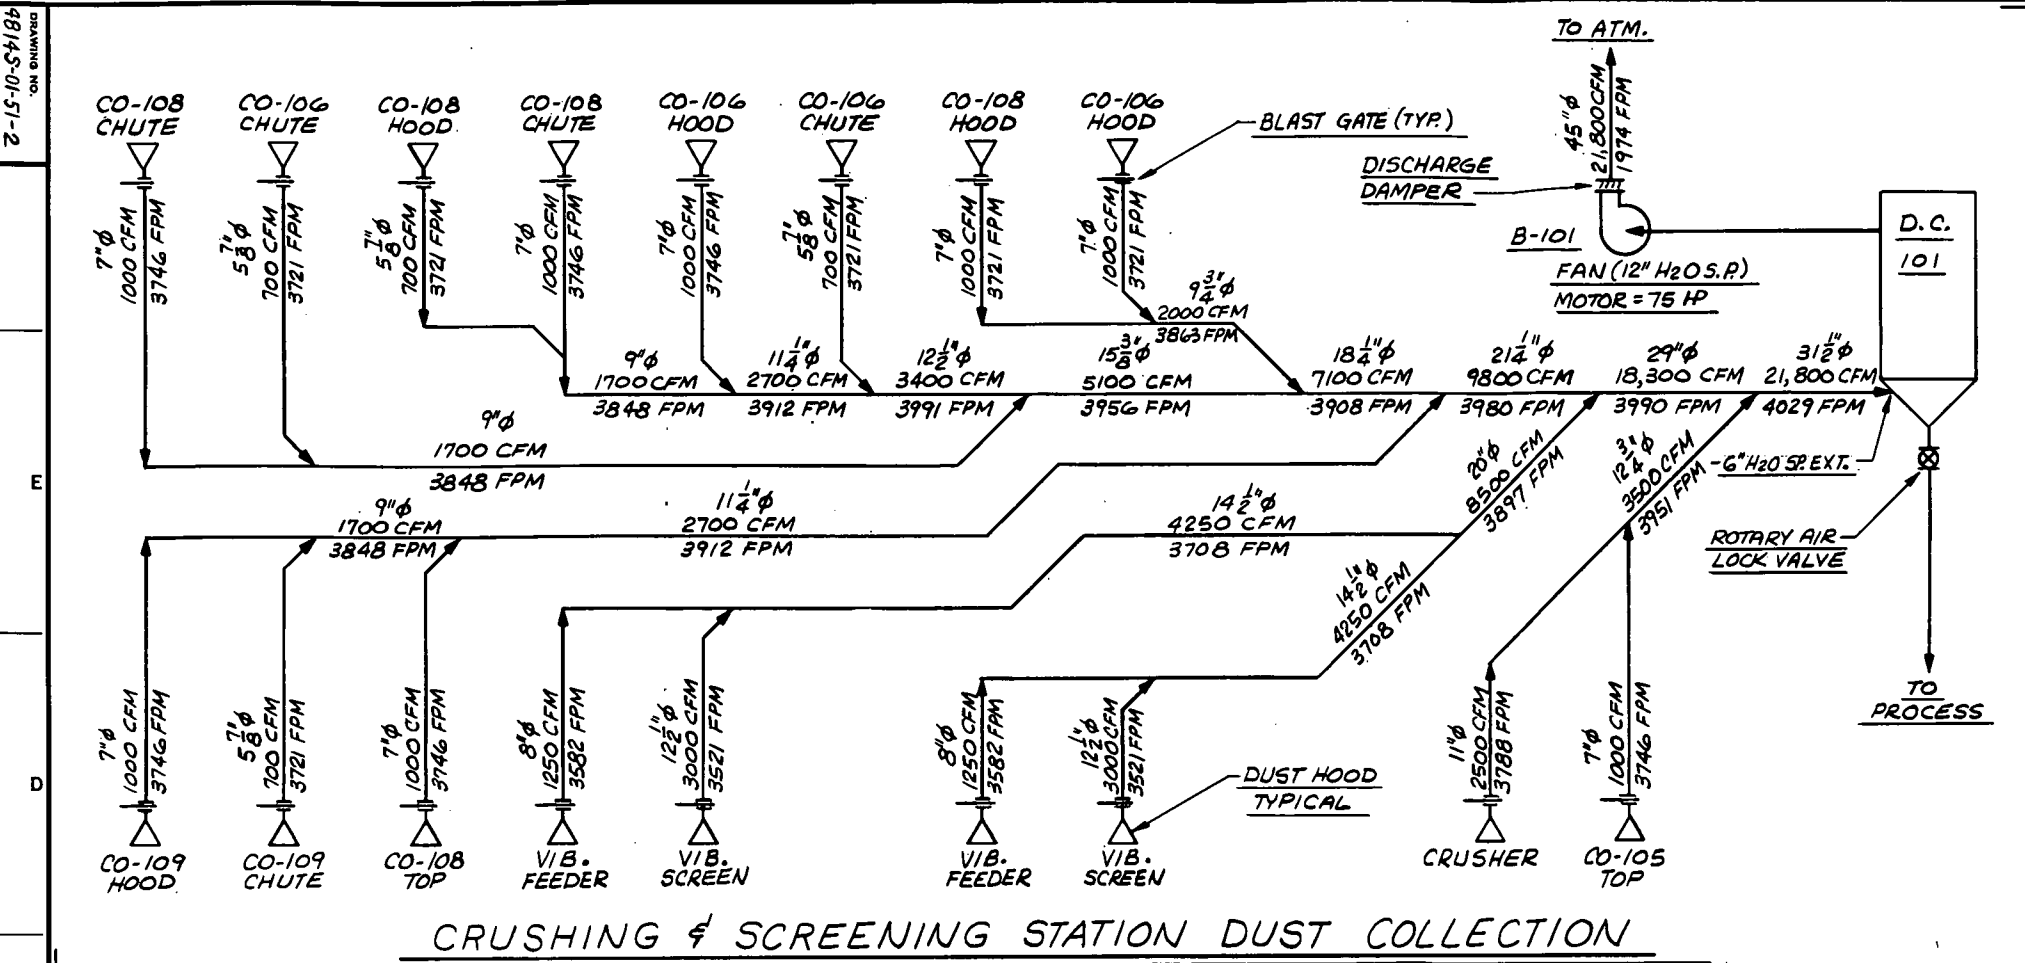 DRAWING NO.
98145-01-51-2
TO ATM.
45"φ
21,800 CFM
1974 FPM
CO-108
CHUTE
CO-106
CHUTE
CO-108
HOOD
CO-108
CHUTE
CO-106
HOOD
CO-106
CHUTE
CO-108
HOOD
CO-106
HOOD
BLAST GATE (TYP.)
DISCHARGE
DAMPER
B-101
FAN (12" H2O S.P.)
MOTOR = 75 HP
D.C.
101
7"φ
1000 CFM
3746 FPM
5 7/8"φ
700 CFM
3721 FPM
5 7/8"φ
700 CFM
3721 FPM
7"φ
1000 CFM
3746 FPM
7"φ
1000 CFM
3746 FPM
5 7/8"φ
700 CFM
3721 FPM
7"φ
1000 CFM
3721 FPM
7"φ
1000 CFM
3721 FPM
9 3/4"φ
2000 CFM
3863 FPM
9"φ
1700 CFM
3848 FPM
11 1/4"φ
2700 CFM
3912 FPM
12 1/2"φ
3400 CFM
3991 FPM
15 3/8"φ
5100 CFM
3956 FPM
18 1/4"φ
7100 CFM
3908 FPM
21 1/4"φ
9800 CFM
3980 FPM
29"φ
18,300 CFM
3990 FPM
31 1/2"φ
21,800 CFM
4029 FPM
9"φ
1700 CFM
3848 FPM
E
9"φ
1700 CFM
3848 FPM
11 1/4"φ
2700 CFM
3912 FPM
14 1/2"φ
4250 CFM
3708 FPM
20"φ
8500 CFM
3897 FPM
12 3/4"φ
3500 CFM
3951 FPM
-6" H2O SP. EXT.
ROTARY AIR
LOCK VALVE
14 1/2"φ
4250 CFM
3708 FPM
TO
PROCESS
D
7"φ
1000 CFM
3746 FPM
5 7/8"φ
700 CFM
3721 FPM
7"φ
1000 CFM
3746 FPM
8"φ
1250 CFM
3582 FPM
12 1/2"φ
3000 CFM
3521 FPM
8"φ
1250 CFM
3582 FPM
12 1/2"φ
3000 CFM
3521 FPM
DUST HOOD
TYPICAL
11"φ
2500 CFM
3788 FPM
7"φ
1000 CFM
3746 FPM
CO-109
HOOD
CO-109
CHUTE
CO-108
TOP
VIB.
FEEDER
VIB.
SCREEN
VIB.
FEEDER
VIB.
SCREEN
CRUSHER
CO-105
TOP
CRUSHING & SCREENING STATION DUST COLLECTION